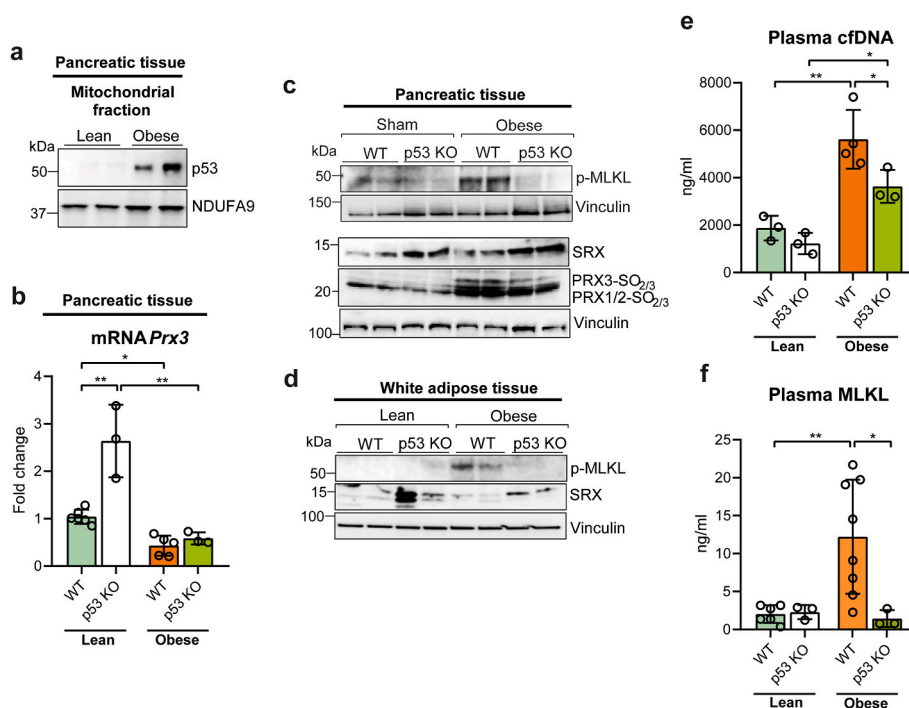 a
Pancreatic tissue
Mitochondrial
fraction
Lean Obese
kDa
50 p53
37 NDUFA9
b
Pancreatic tissue
mRNA Prx3
* 
** **
Fold change
4
3
2
1
0
WT p53 KO WT p53 KO
Lean Obese
c
Pancreatic tissue
Sham Obese
kDa WT p53 KO WT p53 KO
50 p-MLKL
150 Vinculin
15 SRX
PRX3-SO2/3
20 PRX1/2-SO2/3
100 Vinculin
d
White adipose tissue
Lean Obese
kDa WT p53 KO WT p53 KO
50 p-MLKL
15 SRX
100 Vinculin
e
Plasma cfDNA
*
** *
ng/ml
8000
6000
4000
2000
0
WT p53 KO WT p53 KO
Lean Obese
f
Plasma MLKL
** *
ng/ml
25
20
15
10
5
0
WT p53 KO WT p53 KO
Lean Obese